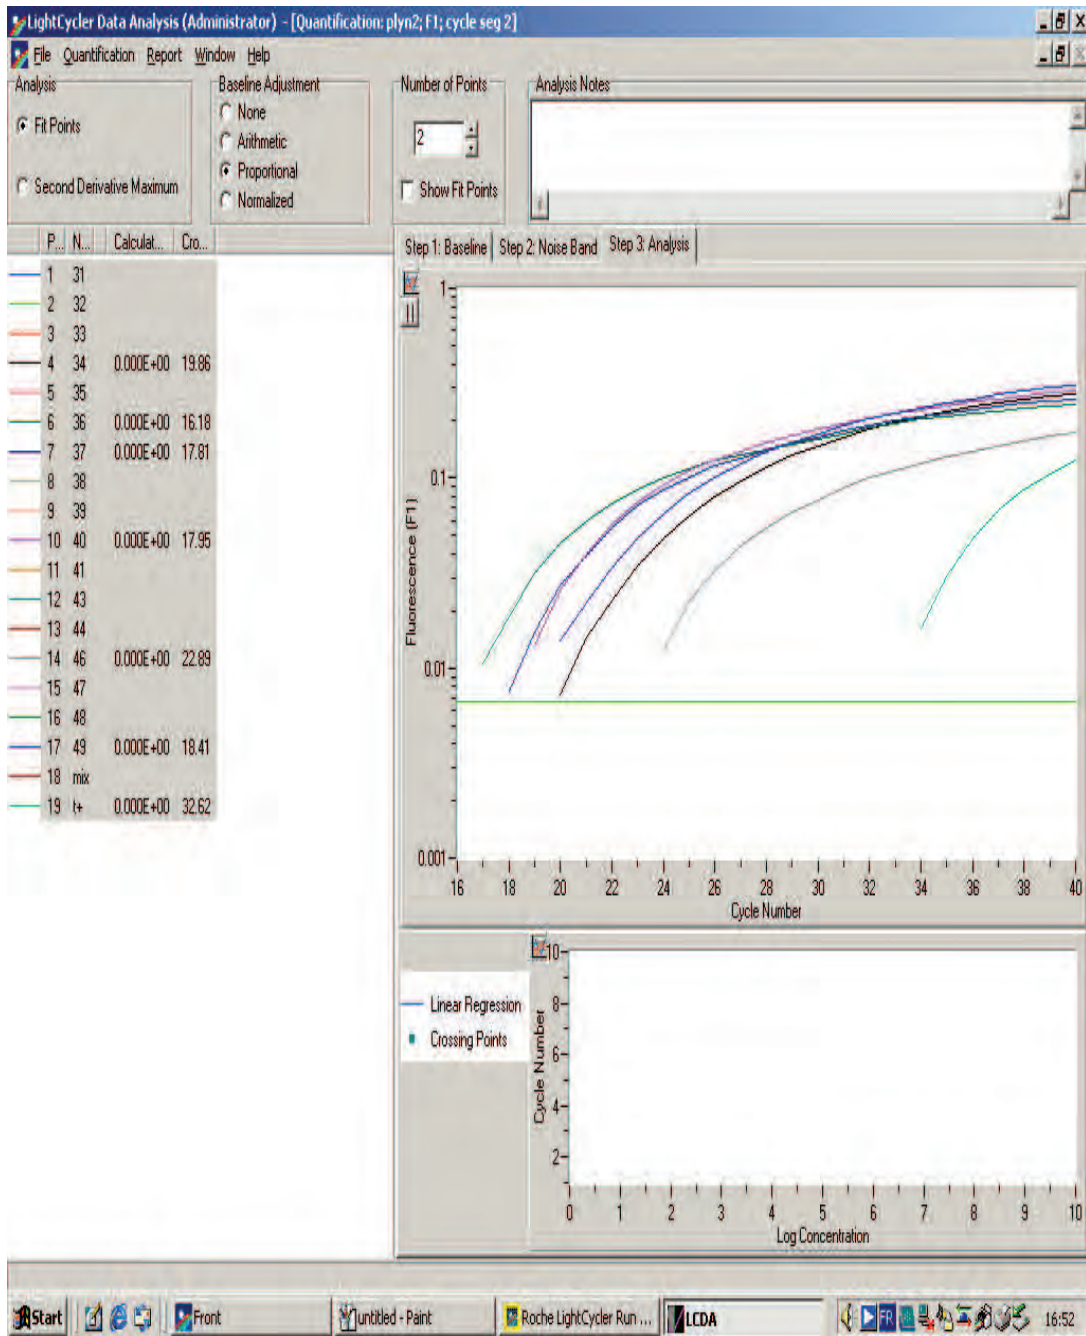 LightCycler Data Analysis (Administrator) - [Quantification: plyn2; F1; cycle seg 2]
File Quantification Report Window Help
Analysis
Fit Points
Second Derivative Maximum
Baseline Adjustment
None
Arithmetic
Proportional
Normalized
Number of Points
2
Show Fit Points
Analysis Notes
P... N... Calculat... Cro...
1 31
2 32
3 33
4 34 0.000E+00 19.86
5 35
6 36 0.000E+00 16.18
7 37 0.000E+00 17.81
8 38
9 39
10 40 0.000E+00 17.95
11 41
12 43
13 44
14 46 0.000E+00 22.89
15 47
16 48
17 49 0.000E+00 18.41
18 mix
19 t+ 0.000E+00 32.62
Step 1: Baseline Step 2: Noise Band Step 3: Analysis
1
0.1
0.01
0.001
Fluorescence (F1)
16 18 20 22 24 26 28 30 32 34 36 38 40
Cycle Number
Linear Regression
Crossing Points
10
8
6
4
2
Cycle Number
0 1 2 3 4 5 6 7 8 9 10
Log Concentration
Start Front untitled - Paint Roche LightCycler Run ... LCDA FR 16:52